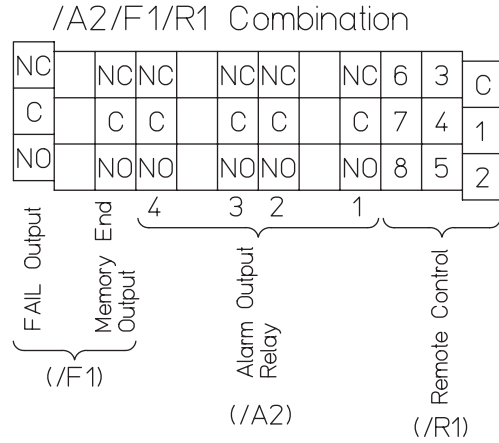 /A2/F1/R1 Combination
NC NC NC NC NC NC 6 3 C
C C C C C C 7 4 1
NO NO NO NO NO NO 8 5 2
4 3 2 1
FAIL Output
Memory End
Output
Alarm Output
Relay
Remote Control
(/F1)
(/A2)
(/R1)